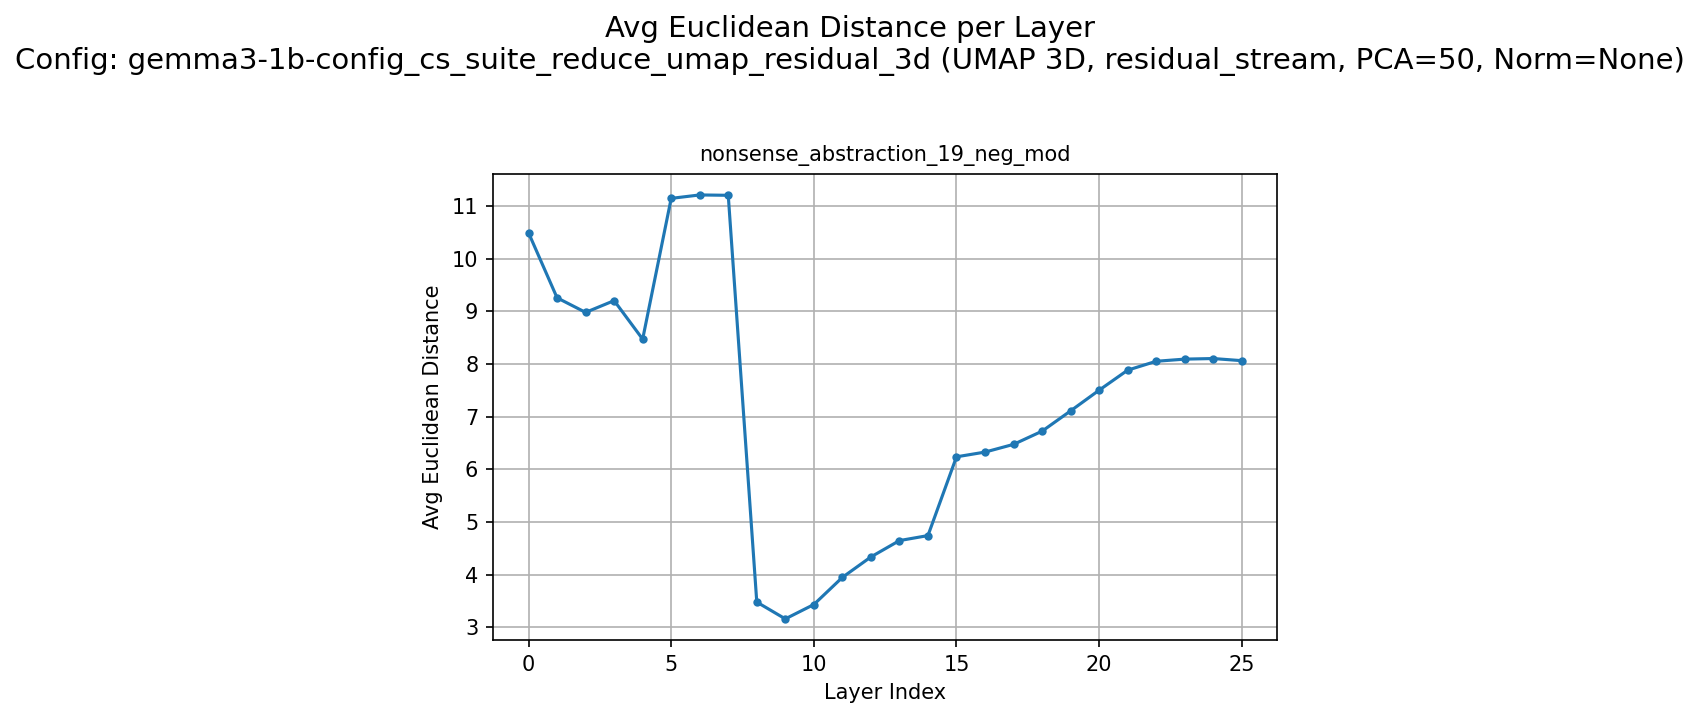 Avg Euclidean Distance per Layer
Config: gemma3-1b-config_cs_suite_reduce_umap_residual_3d (UMAP 3D, residual_stream, PCA=50, Norm=None)
nonsense_abstraction_19_neg_mod
Avg Euclidean Distance
11
10
9
8
7
6
5
4
3
0 5 10 15 20 25
Layer Index